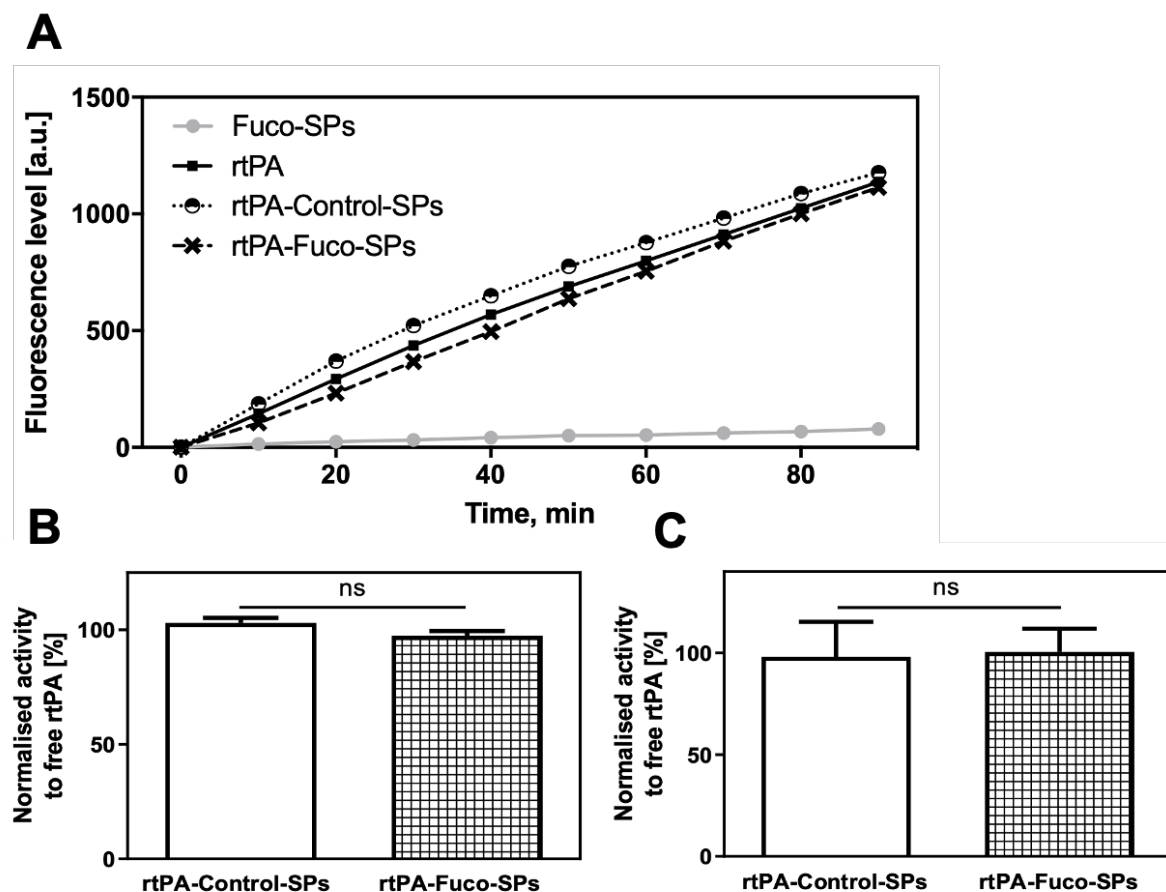 A
Fluorescence level [a.u.]
1500
1000
500
0
Fuco-SPs
rtPA
rtPA-Control-SPs
rtPA-Fuco-SPs
0 20 40 60 80
Time, min
B
Normalised activity
to free rtPA [%]
100
50
0
ns
rtPA-Control-SPs rtPA-Fuco-SPs
C
Normalised activity
to free rtPA [%]
100
50
0
ns
rtPA-Control-SPs rtPA-Fuco-SPs